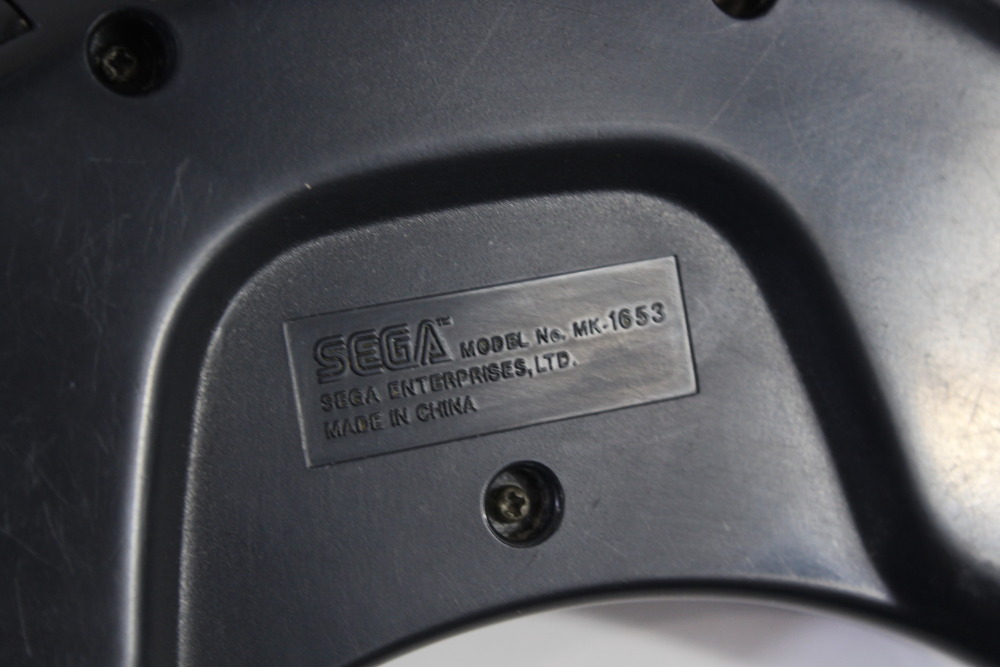 SEGA™ MODEL No. MK-1653
SEGA ENTERPRISES, LTD.
MADE IN CHINA